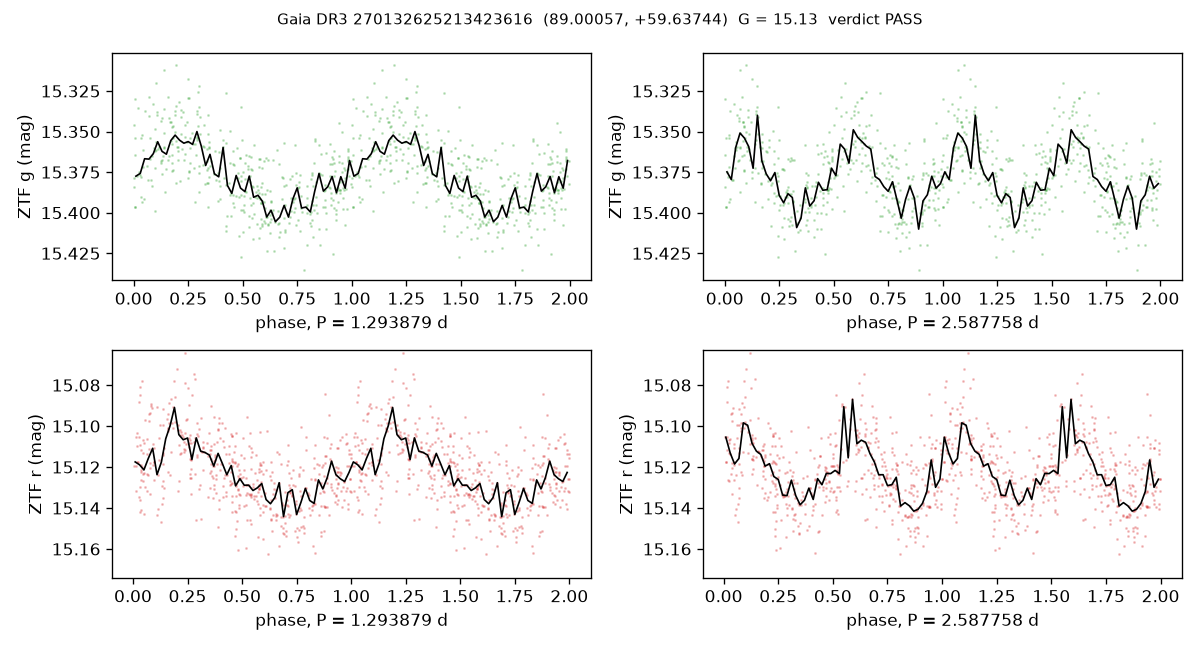 Gaia DR3 270132625213423616 (89.00057, +59.63744) G = 15.13 verdict PASS
ZTF g (mag)
15.325
15.350
15.375
15.400
15.425
0.00 0.25 0.50 0.75 1.00 1.25 1.50 1.75 2.00
phase, P = 1.293879 d
ZTF g (mag)
15.325
15.350
15.375
15.400
15.425
0.00 0.25 0.50 0.75 1.00 1.25 1.50 1.75 2.00
phase, P = 2.587758 d
ZTF r (mag)
15.08
15.10
15.12
15.14
15.16
0.00 0.25 0.50 0.75 1.00 1.25 1.50 1.75 2.00
phase, P = 1.293879 d
ZTF r (mag)
15.08
15.10
15.12
15.14
15.16
0.00 0.25 0.50 0.75 1.00 1.25 1.50 1.75 2.00
phase, P = 2.587758 d